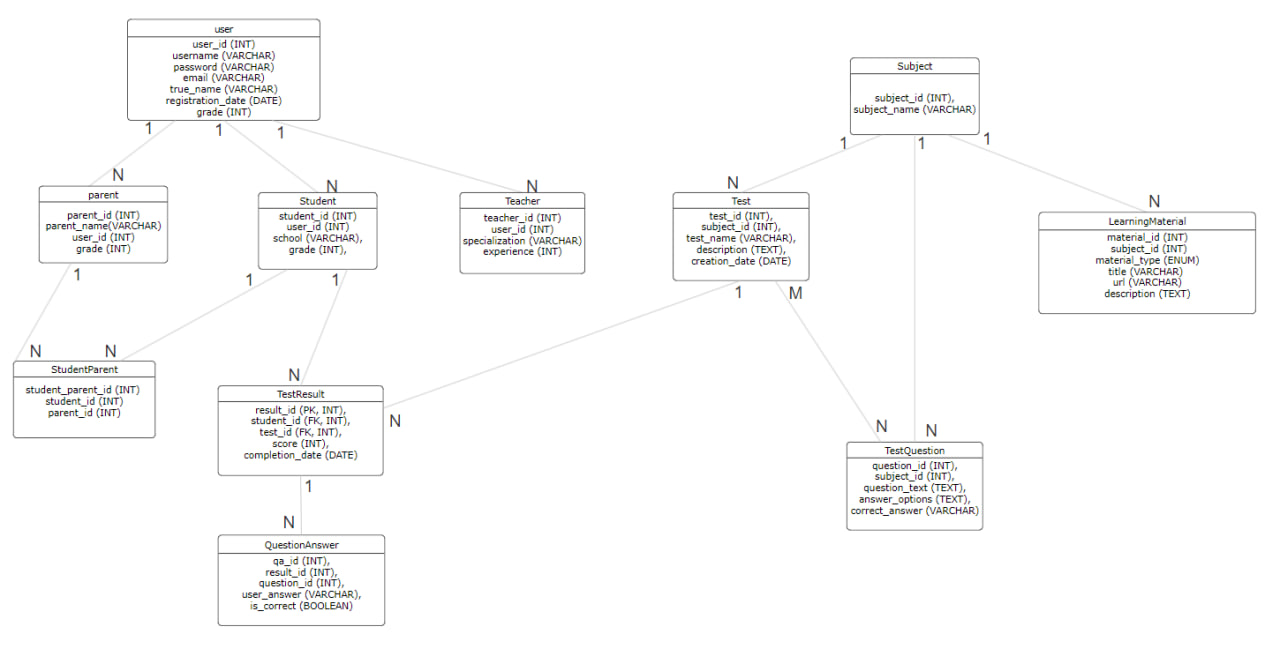 user
user_id (INT)
username (VARCHAR)
password (VARCHAR)
email (VARCHAR)
true_name (VARCHAR)
registration_date (DATE)
grade (INT)
1
1
1
N
N
N
parent
parent_id (INT)
parent_name(VARCHAR)
user_id (INT)
grade (INT)
1
Student
student_id (INT)
user_id (INT)
school (VARCHAR),
grade (INT),
1
1
Teacher
teacher_id (INT)
user_id (INT)
specialization (VARCHAR)
experience (INT)
N
N
StudentParent
student_parent_id (INT)
student_id (INT)
parent_id (INT)
N
TestResult
result_id (PK, INT),
student_id (FK, INT),
test_id (FK, INT),
score (INT),
completion_date (DATE)
N
1
N
QuestionAnswer
qa_id (INT),
result_id (INT),
question_id (INT),
user_answer (VARCHAR),
is_correct (BOOLEAN)
Subject
subject_id (INT),
subject_name (VARCHAR)
1
1
1
N
Test
test_id (INT),
subject_id (INT),
test_name (VARCHAR),
description (TEXT),
creation_date (DATE)
1
M
N
LearningMaterial
material_id (INT)
subject_id (INT)
material_type (ENUM)
title (VARCHAR)
url (VARCHAR)
description (TEXT)
N
N
TestQuestion
question_id (INT),
subject_id (INT),
question_text (TEXT),
answer_options (TEXT),
correct_answer (VARCHAR)